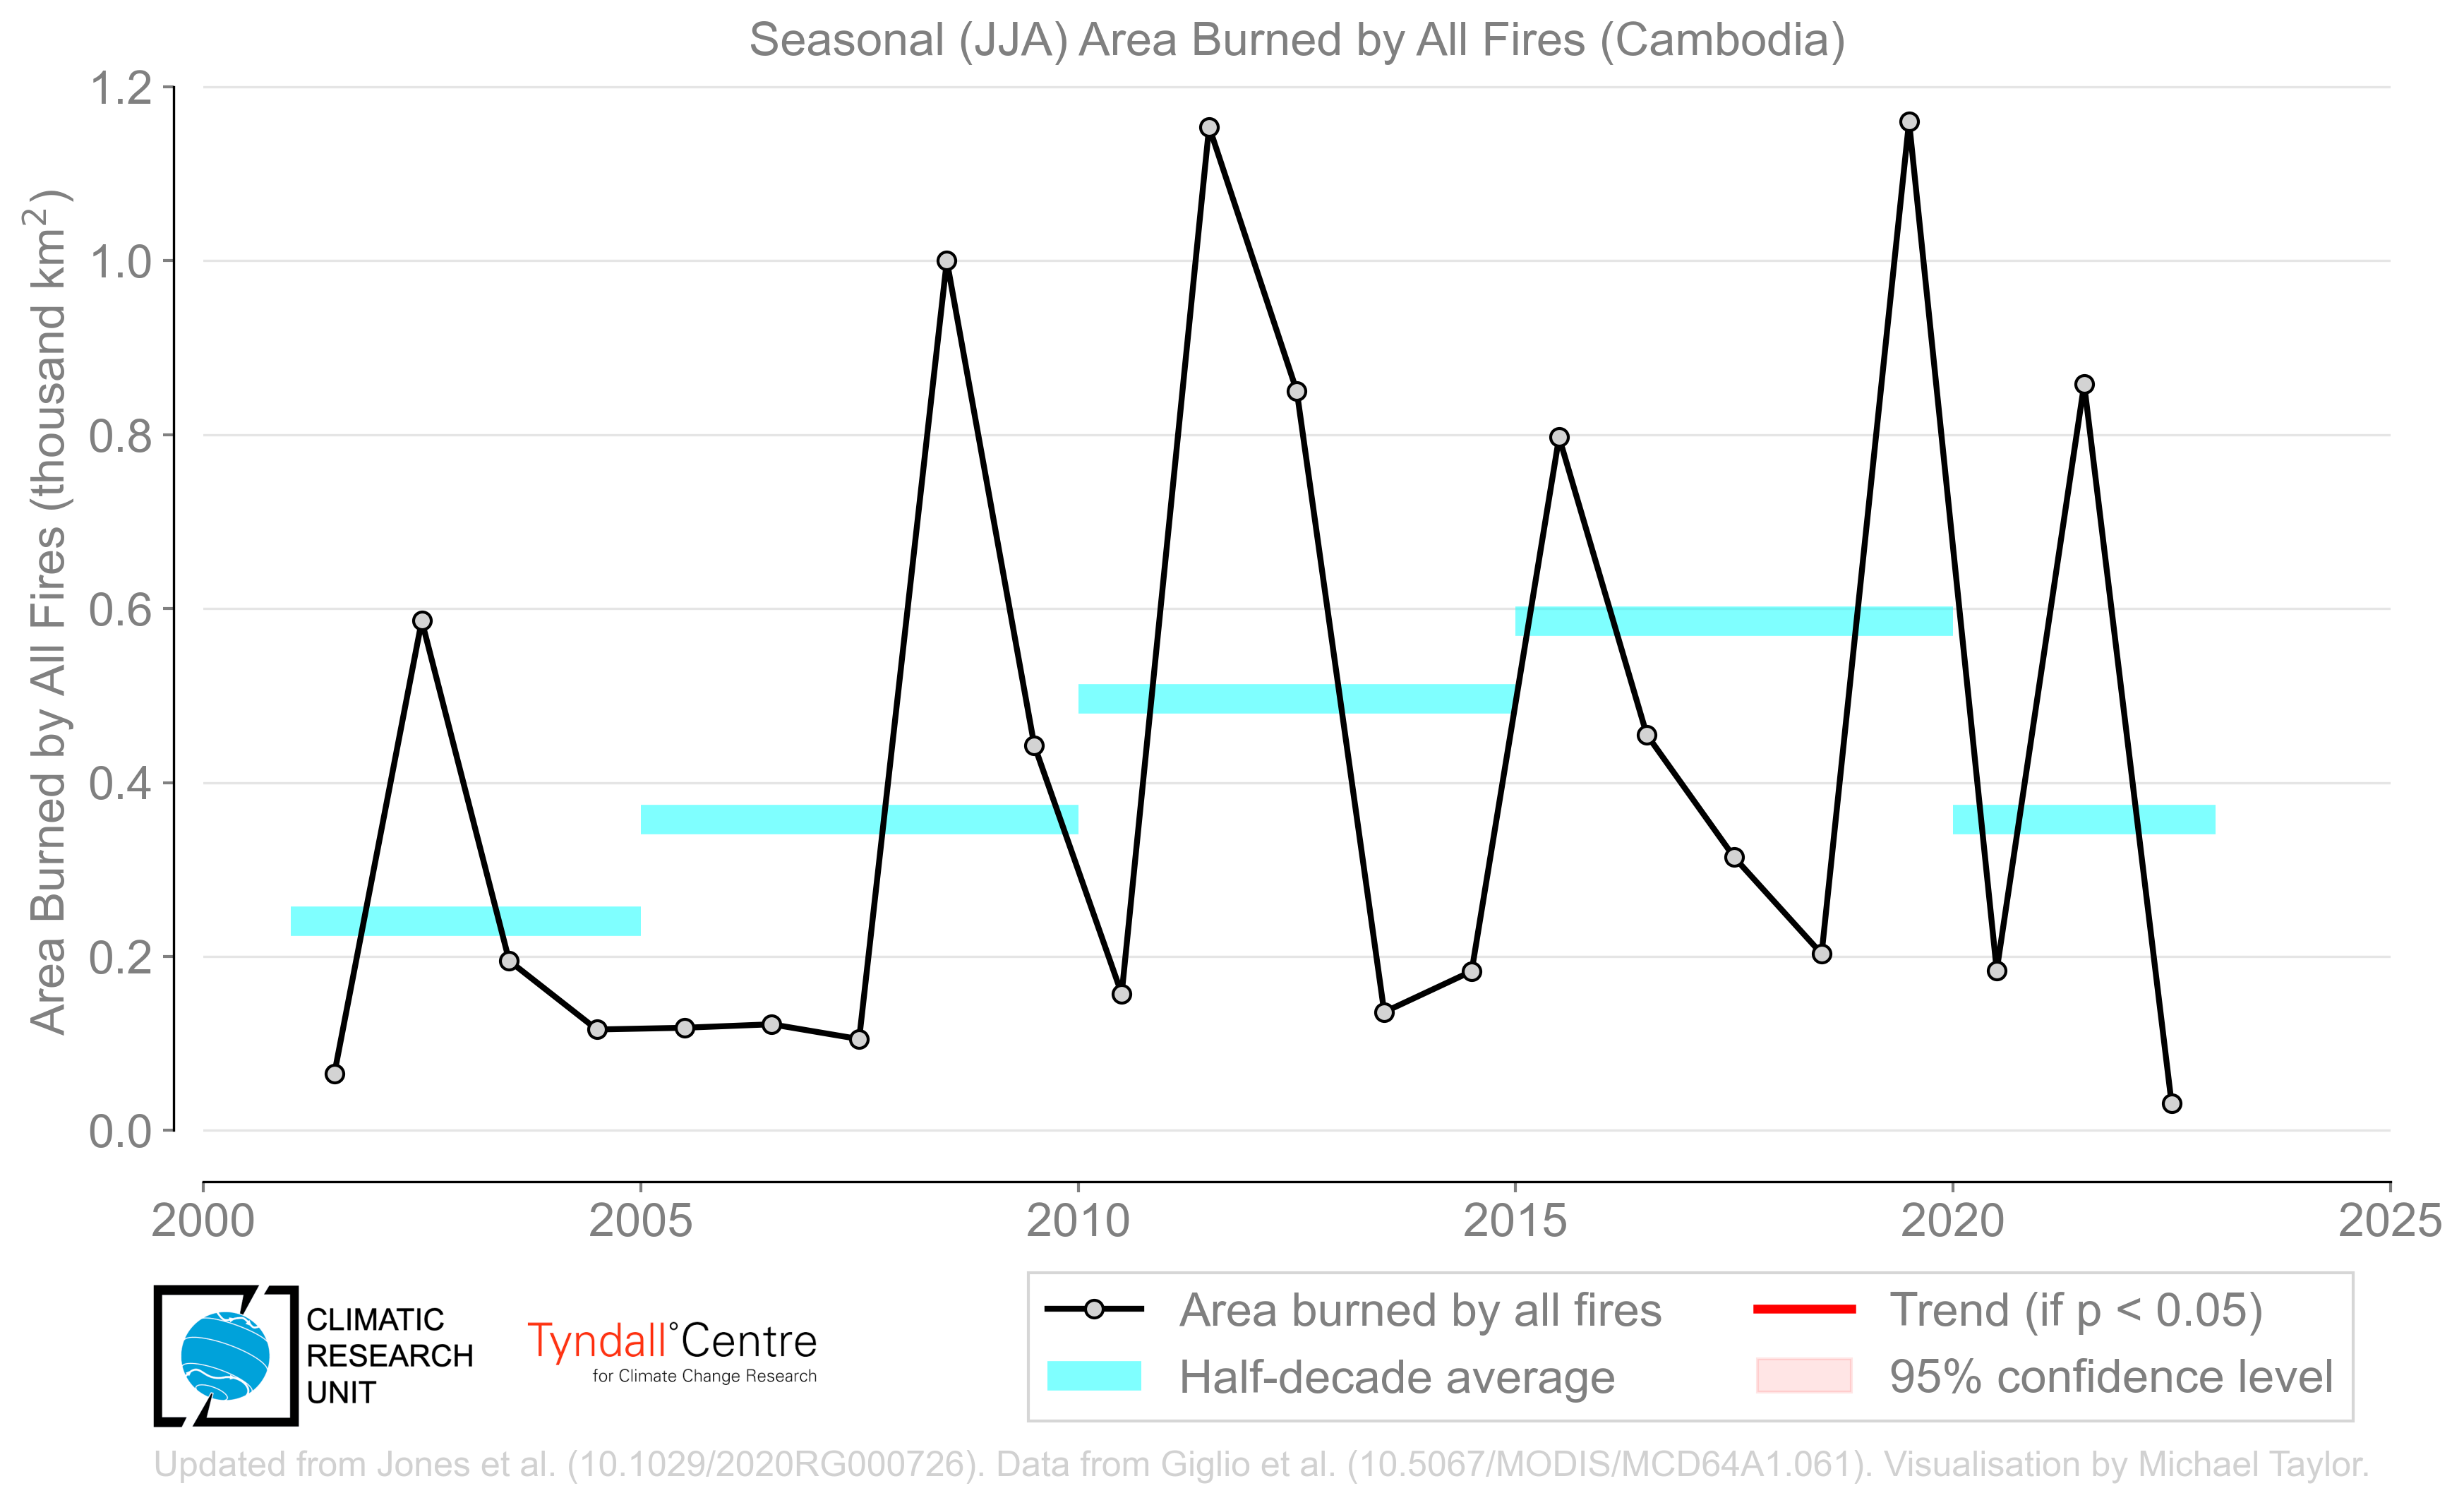 Seasonal (JJA) Area Burned by All Fires (Cambodia)
Area Burned by All Fires (thousand km²)
1.2
1.0
0.8
0.6
0.4
0.2
0.0
2000 2005 2010 2015 2020 2025
Area burned by all fires
Half-decade average
Trend (if p < 0.05)
95% confidence level
CLIMATIC
RESEARCH
UNIT
Tyndall°Centre
for Climate Change Research
Updated from Jones et al. (10.1029/2020RG000726). Data from Giglio et al. (10.5067/MODIS/MCD64A1.061). Visualisation by Michael Taylor.